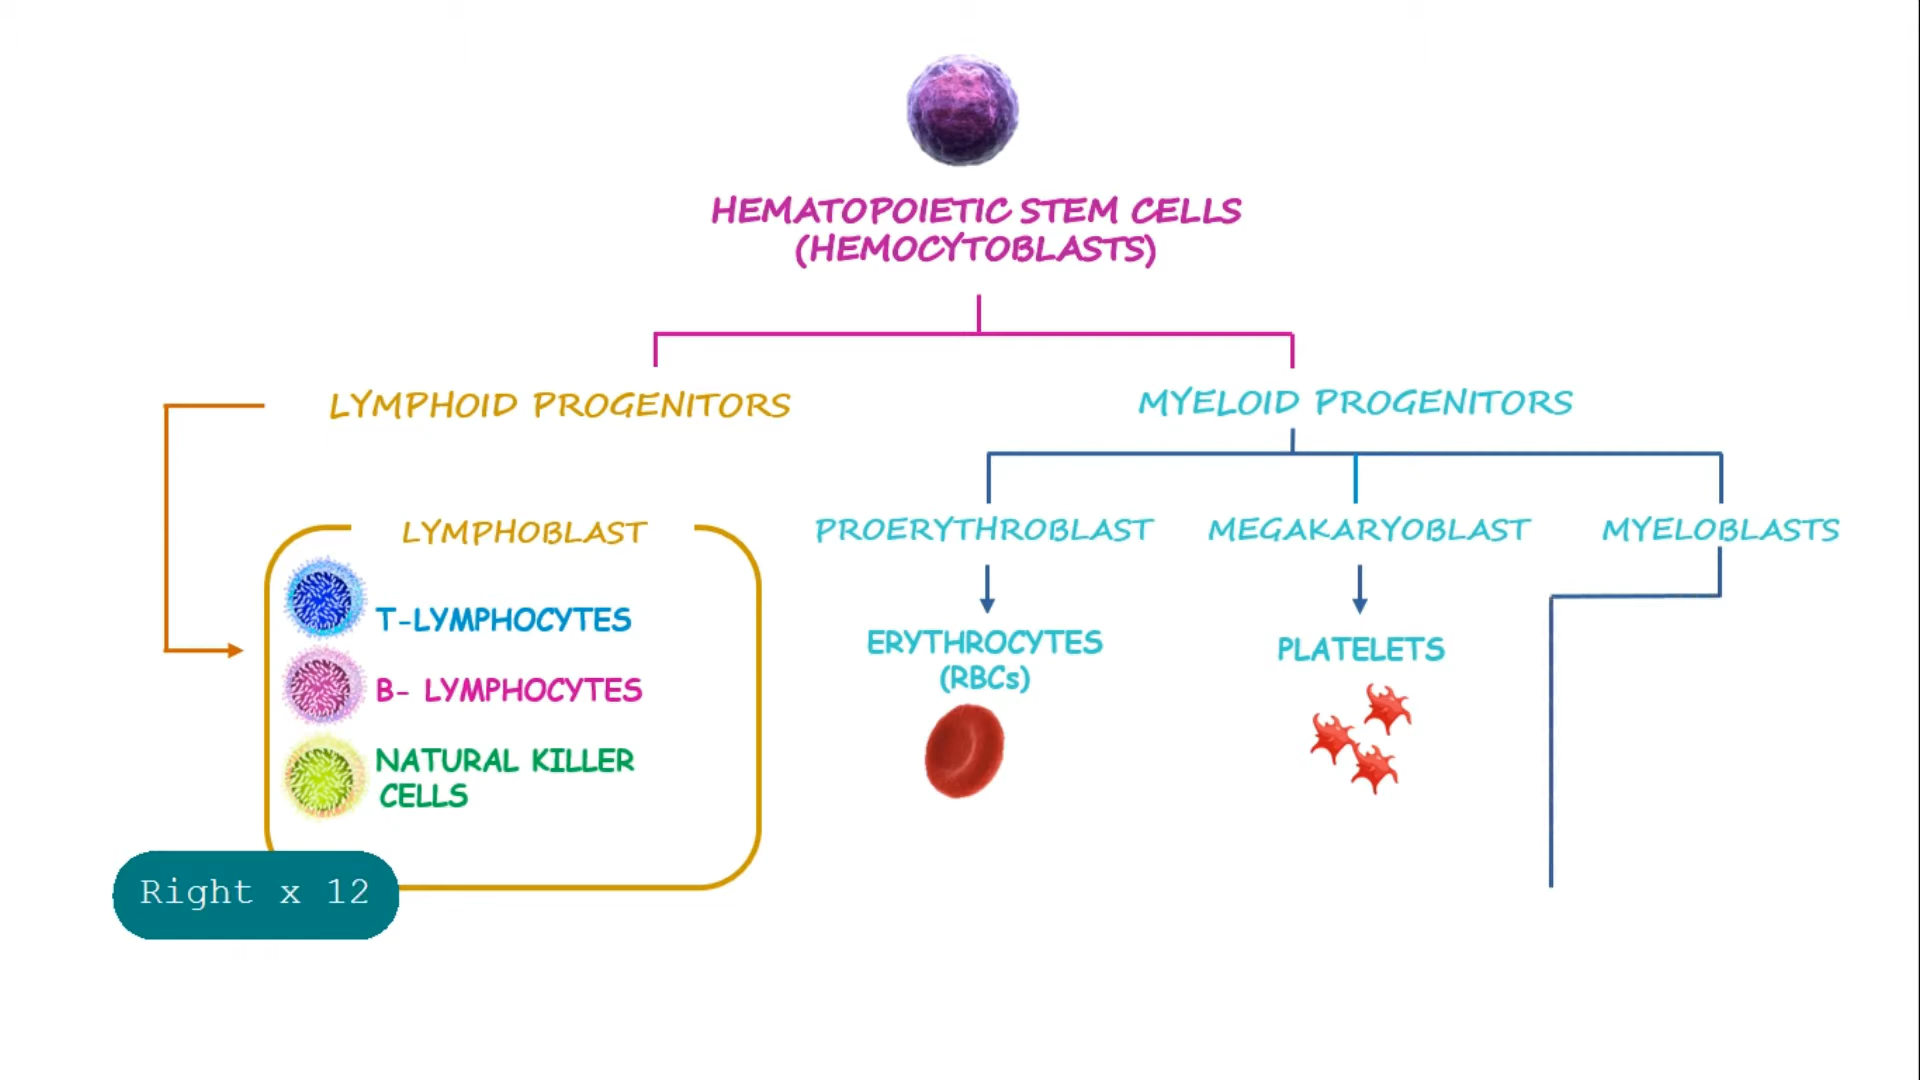 HEMATOPOIETIC STEM CELLS
(HEMOCYTOBLASTS)
LYMPHOID PROGENITORS
MYELOID PROGENITORS
LYMPHOBLAST
T-LYMPHOCYTES
B- LYMPHOCYTES
NATURAL KILLER
CELLS
PROERYTHROBLAST
ERYTHROCYTES
(RBCs)
MEGAKARYOBLAST
PLATELETS
MYELOBLASTS
Right x 12